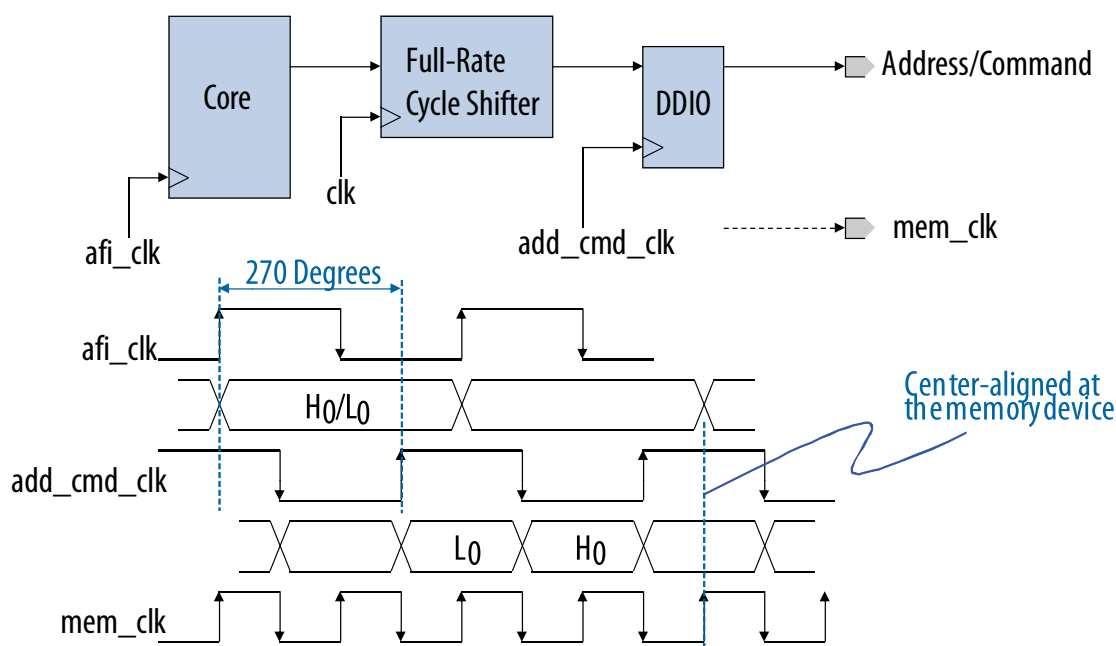 Core
Full-Rate
Cycle Shifter
DDIO
Address/Command
clk
afi_clk
add_cmd_clk
mem_clk
270 Degrees
afi_clk
H0/L0
Center-aligned at
the memory device
add_cmd_clk
L0
H0
mem_clk